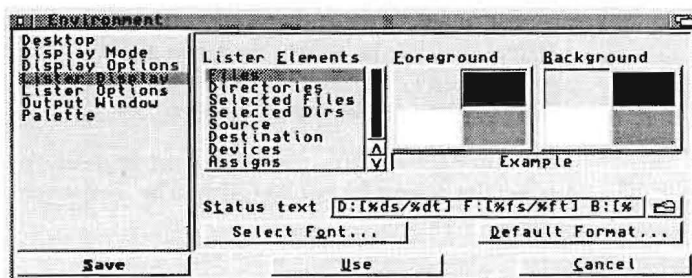 Environment
Desktop
Display Mode
Display Options
Lister Display
Lister Options
Output Window
Palette
Lister Elements
Foreground
Background
Files
Directories
Selected Files
Selected Dirs
Source
Destination
Devices
Assigns
Example
Status text D:[%ds/%dt] F:[%fs/%ft] B:[%
Select Font...
Default Format...
Save
Use
Cancel